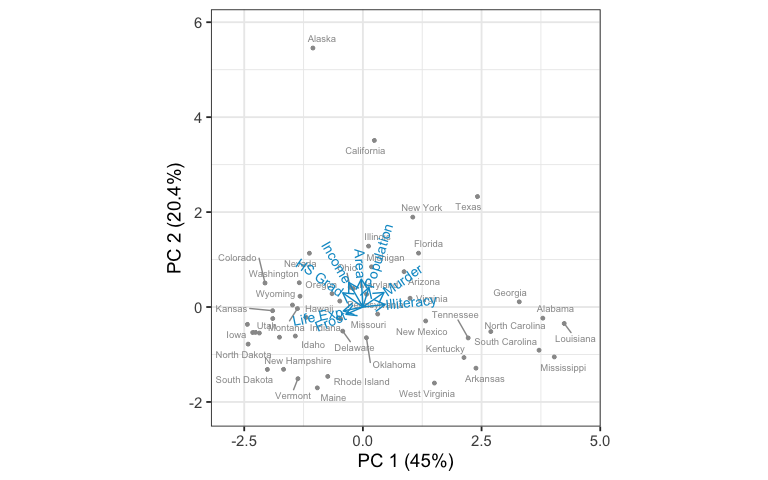 6
Alaska
4
California
Texas
New York
2
Illinois
Florida
Population
Michigan
Income
Area
Ohio
Colorado
Nevada
HS Grad
Washington
Murder
Arizona
Oregon
Maryland
Wyoming
Virginia
Illiteracy
Georgia
0
Kansas
Hawaii
Life Exp
Frost
Tennessee
Alabama
Utah
Montana
Indiana
Missouri
New Mexico
North Carolina
Iowa
Idaho
Delaware
Kentucky
South Carolina
Louisiana
North Dakota
New Hampshire
Oklahoma
Mississippi
South Dakota
Rhode Island
Arkansas
Vermont
Maine
West Virginia
-2
-2.5
0.0
2.5
5.0
PC 1 (45%)
PC 2 (20.4%)